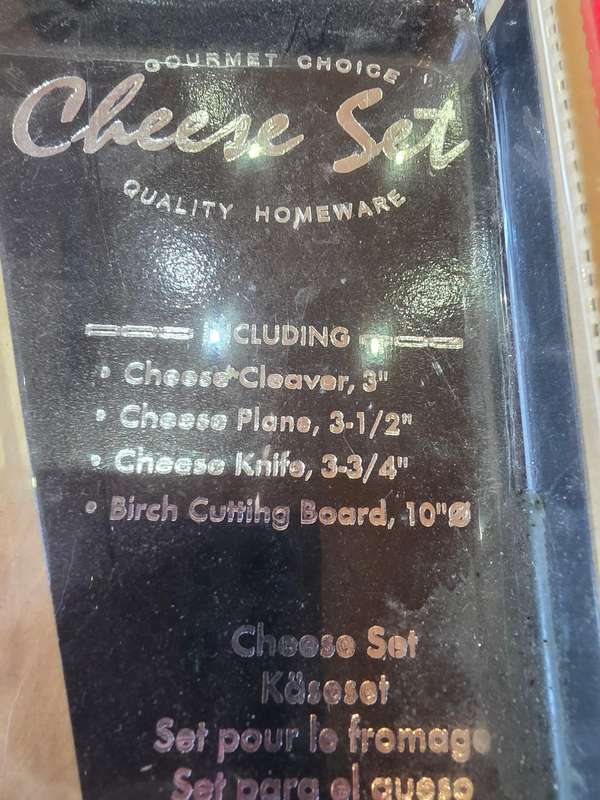 GOURMET CHOICE
Cheese Set
QUALITY HOMEWARE
INCLUDING
• Cheese Cleaver, 3"
• Cheese Plane, 3-1/2"
• Cheese Knife, 3-3/4"
• Birch Cutting Board, 10"Ø
Cheese Set
Käseset
Set pour le fromage
Set para el queso